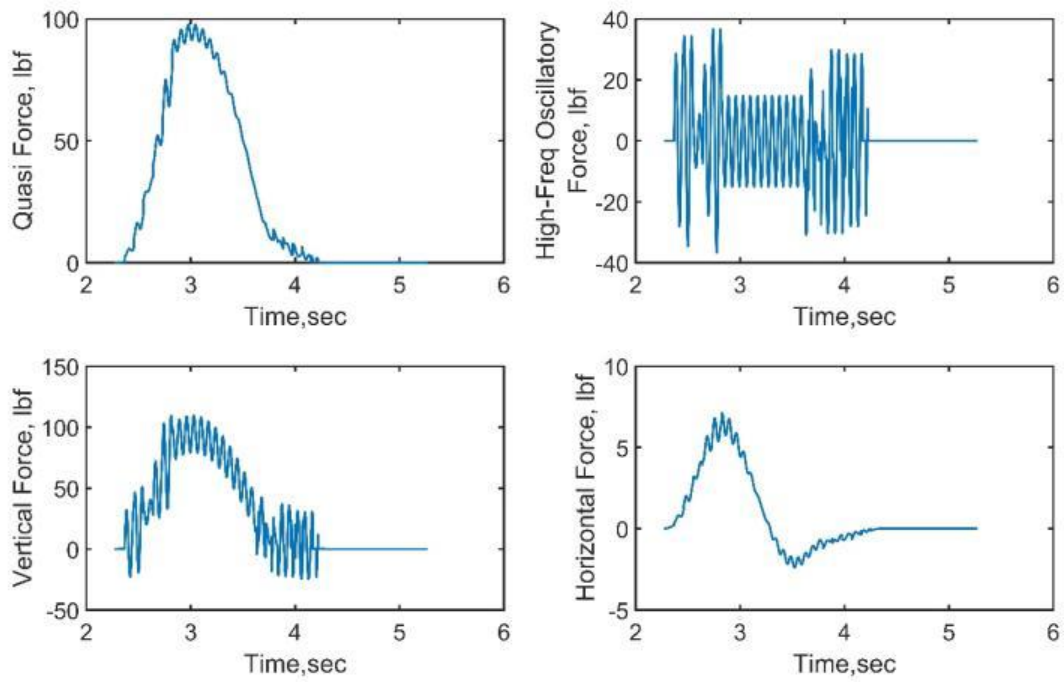 100
50
0
Quasi Force, lbf
2 3 4 5 6
Time,sec
40
20
0
-20
-40
High-Freq Oscillatory
Force, lbf
2 3 4 5 6
Time,sec
150
100
50
0
-50
Vertical Force, lbf
2 3 4 5 6
Time,sec
10
5
0
-5
Horizontal Force, lbf
2 3 4 5 6
Time,sec